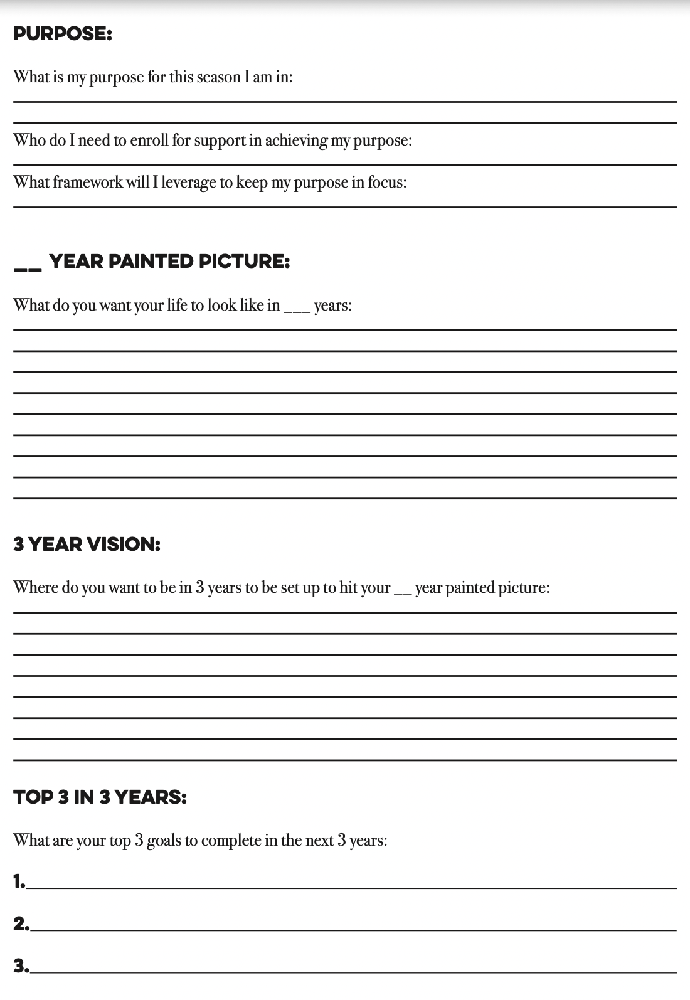 PURPOSE:
What is my purpose for this season I am in:
Who do I need to enroll for support in achieving my purpose:
What framework will I leverage to keep my purpose in focus:
__ YEAR PAINTED PICTURE:
What do you want your life to look like in ___ years:
3 YEAR VISION:
Where do you want to be in 3 years to be set up to hit your __ year painted picture:
TOP 3 IN 3 YEARS:
What are your top 3 goals to complete in the next 3 years:
1.
2.
3.